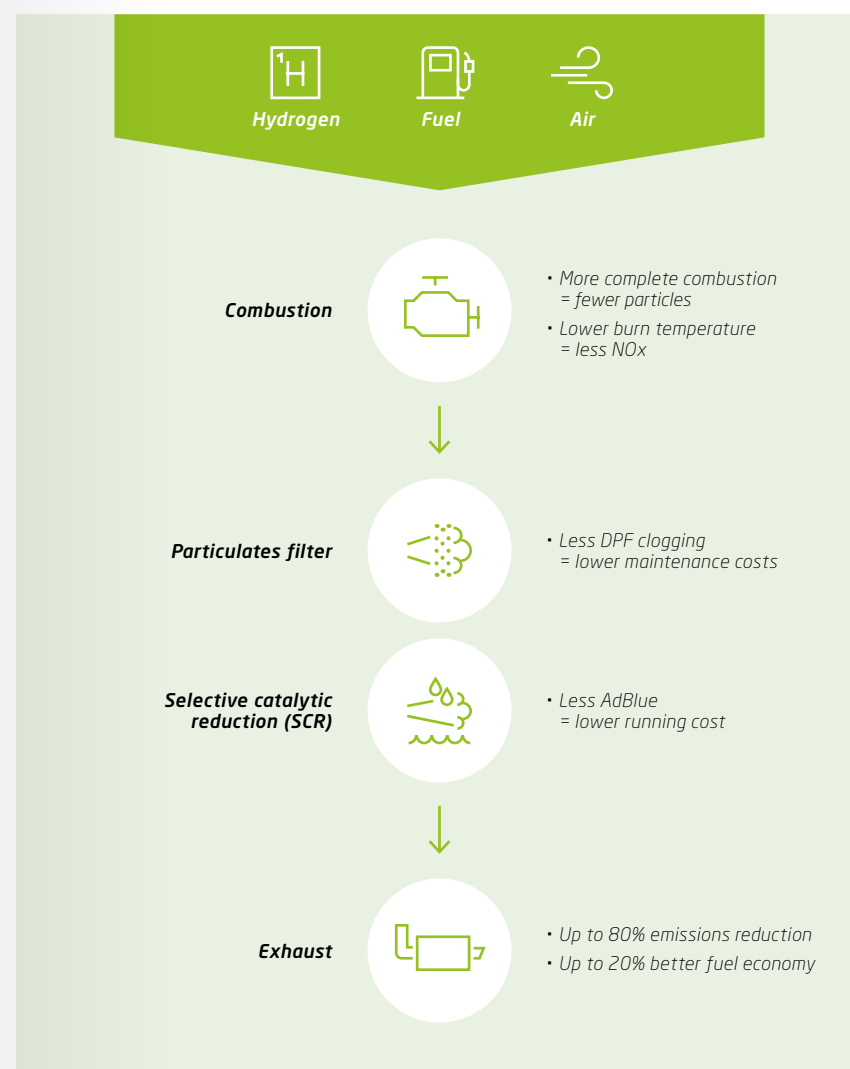 1
H
Hydrogen
Fuel
Air
Combustion
• More complete combustion
= fewer particles
• Lower burn temperature
= less NOx
Particulates filter
• Less DPF clogging
= lower maintenance costs
Selective catalytic
reduction (SCR)
• Less AdBlue
= lower running cost
Exhaust
• Up to 80% emissions reduction
• Up to 20% better fuel economy